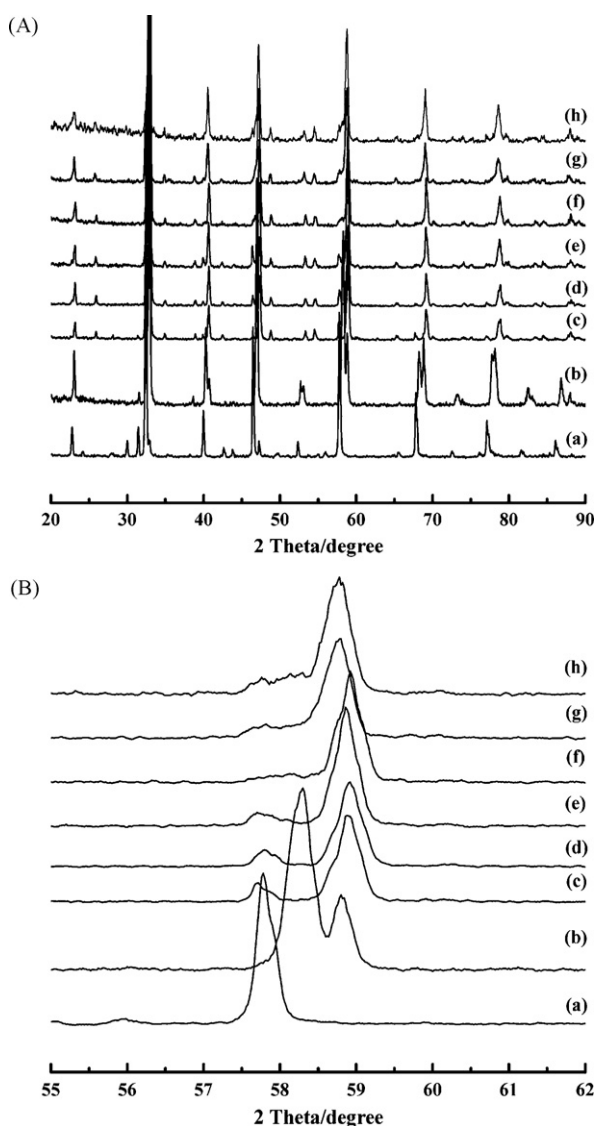 (A)
(h)
(g)
(f)
(e)
(d)
(c)
(b)
(a)
20 30 40 50 60 70 80 90
2 Theta/degree
(B)
(h)
(g)
(f)
(e)
(d)
(c)
(b)
(a)
55 56 57 58 59 60 61 62
2 Theta/degree